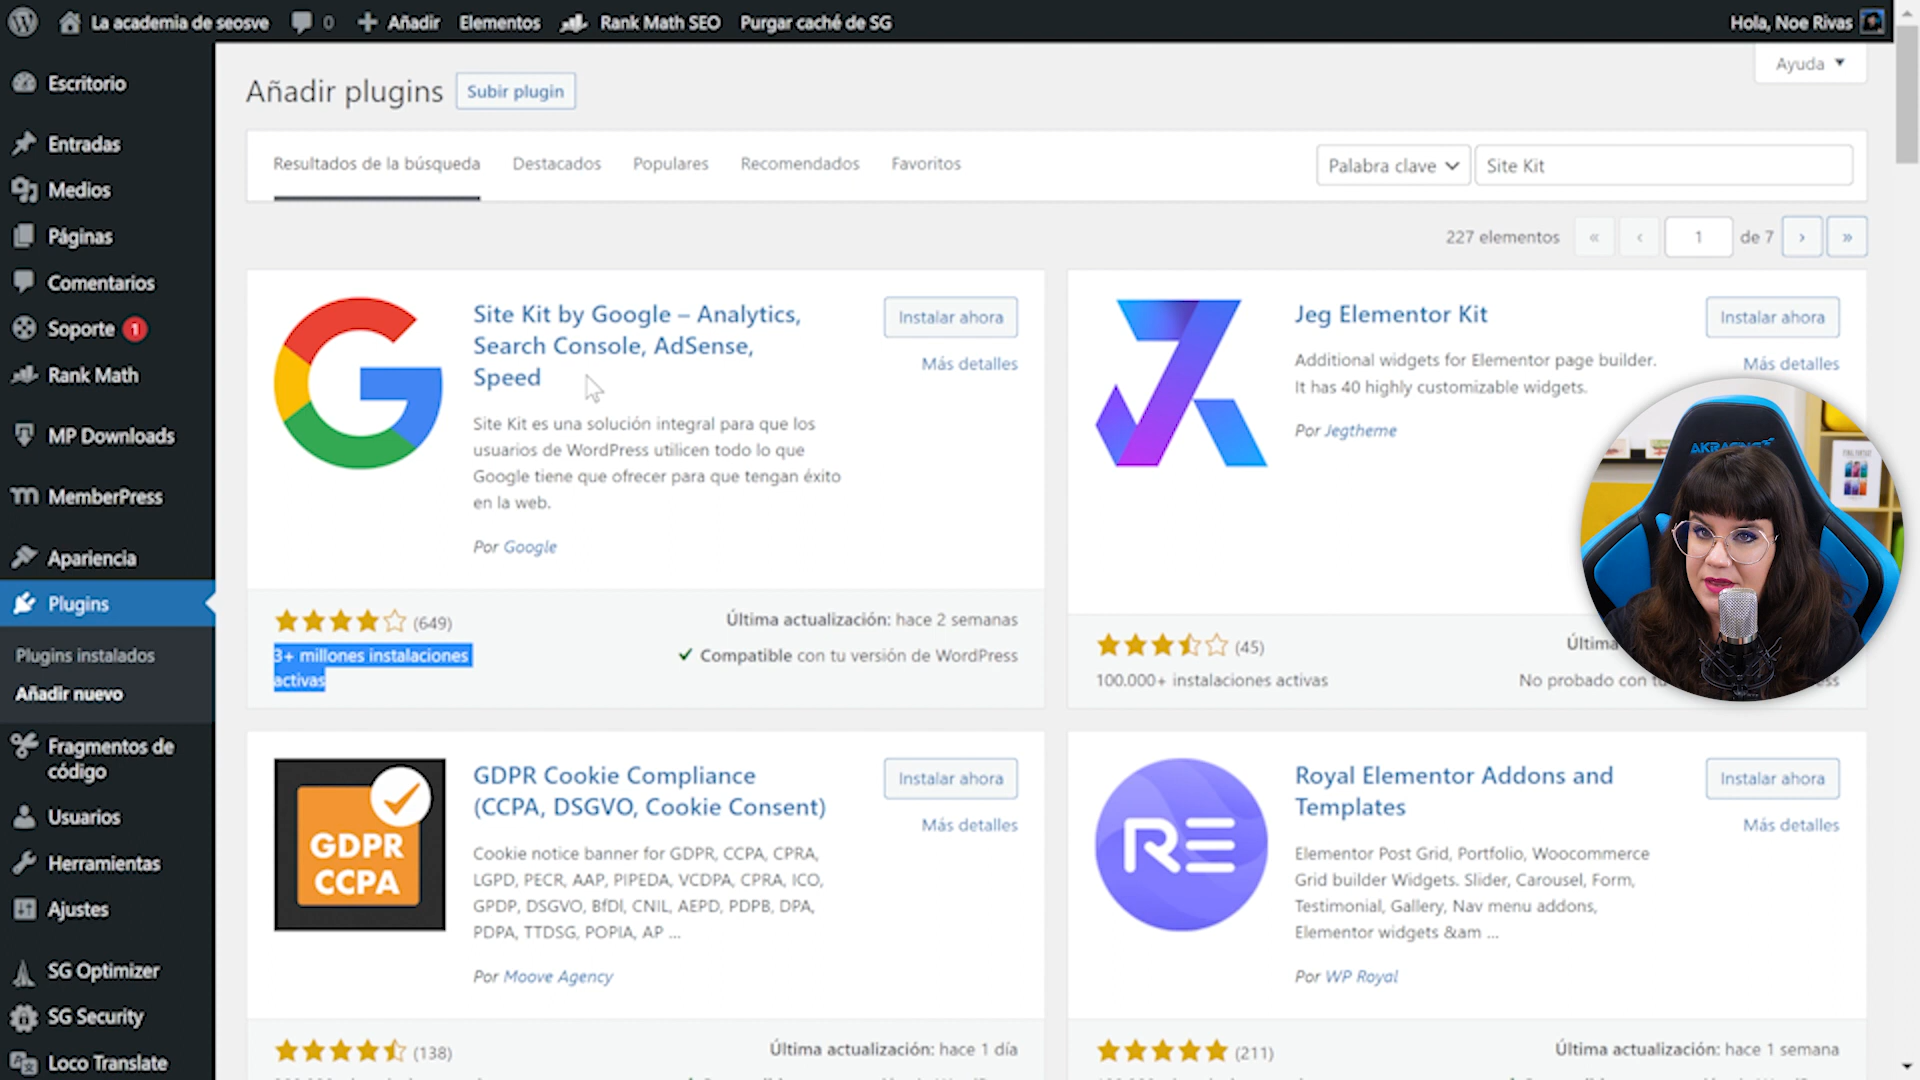 La academia de seosve 0 Añadir Elementos Rank Math SEO Purgar caché de SG Hola, Noe Rivas
Escritorio
Entradas
Medios
Páginas
Comentarios
Soporte 1
Rank Math
MP Downloads
MemberPress
Apariencia
Plugins
Plugins instalados
Añadir nuevo
Fragmentos de
código
Usuarios
Herramientas
Ajustes
SG Optimizer
SG Security
Loco Translate
Ayuda
Añadir plugins Subir plugin
Resultados de la búsqueda Destacados Populares Recomendados Favoritos Palabra clave Site Kit
227 elementos « ‹ 1 de 7 › »
Site Kit by Google – Analytics,
Search Console, AdSense,
Speed
Instalar ahora
Más detalles
Site Kit es una solución integral para que los
usuarios de WordPress utilicen todo lo que
Google tiene que ofrecer para que tengan éxito
en la web.
Por Google
(649)
3+ millones instalaciones
activas
Última actualización: hace 2 semanas
Compatible con tu versión de WordPress
Jeg Elementor Kit
Instalar ahora
Más detalles
Additional widgets for Elementor page builder.
It has 40 highly customizable widgets.
Por Jegtheme
(45)
100.000+ instalaciones activas
No probado con
AKRACING
GDPR
CCPA
GDPR Cookie Compliance
(CCPA, DSGVO, Cookie Consent)
Instalar ahora
Más detalles
Cookie notice banner for GDPR, CCPA, CPRA,
LGPD, PECR, AAP, PIPEDA, VCDPA, CPRA, ICO,
GPDP, DSGVO, BfDI, CNIL, AEPD, PDPB, DPA,
PDPA, TTDSG, POPIA, AP ...
Por Moove Agency
(138)
Última actualización: hace 1 día
RE
Royal Elementor Addons and
Templates
Instalar ahora
Más detalles
Elementor Post Grid, Portfolio, Woocommerce
Grid builder Widgets. Slider, Carousel, Form,
Testimonial, Gallery, Nav menu addons,
Elementor widgets &am ...
Por WP Royal
(211)
Última actualización: hace 1 semana